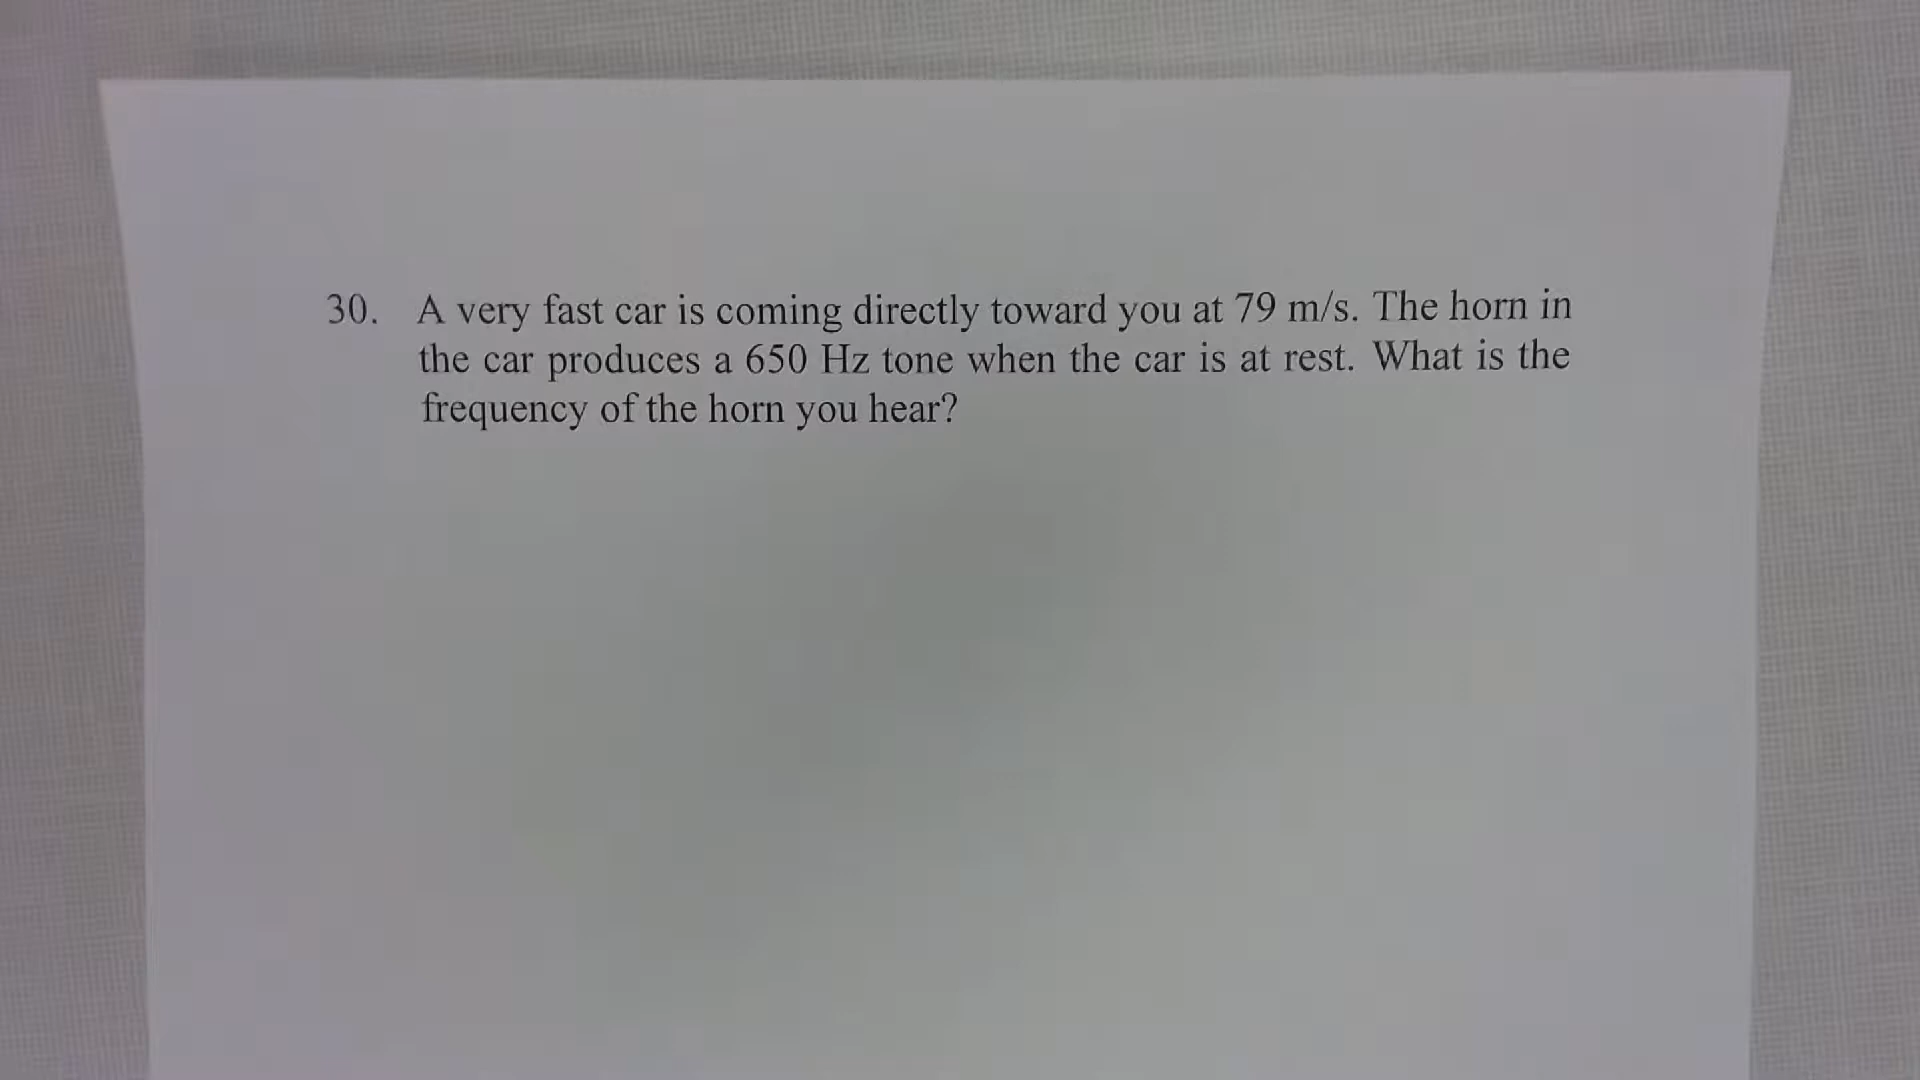 30. A very fast car is coming directly toward you at 79 m/s. The horn in
the car produces a 650 Hz tone when the car is at rest. What is the
frequency of the horn you hear?